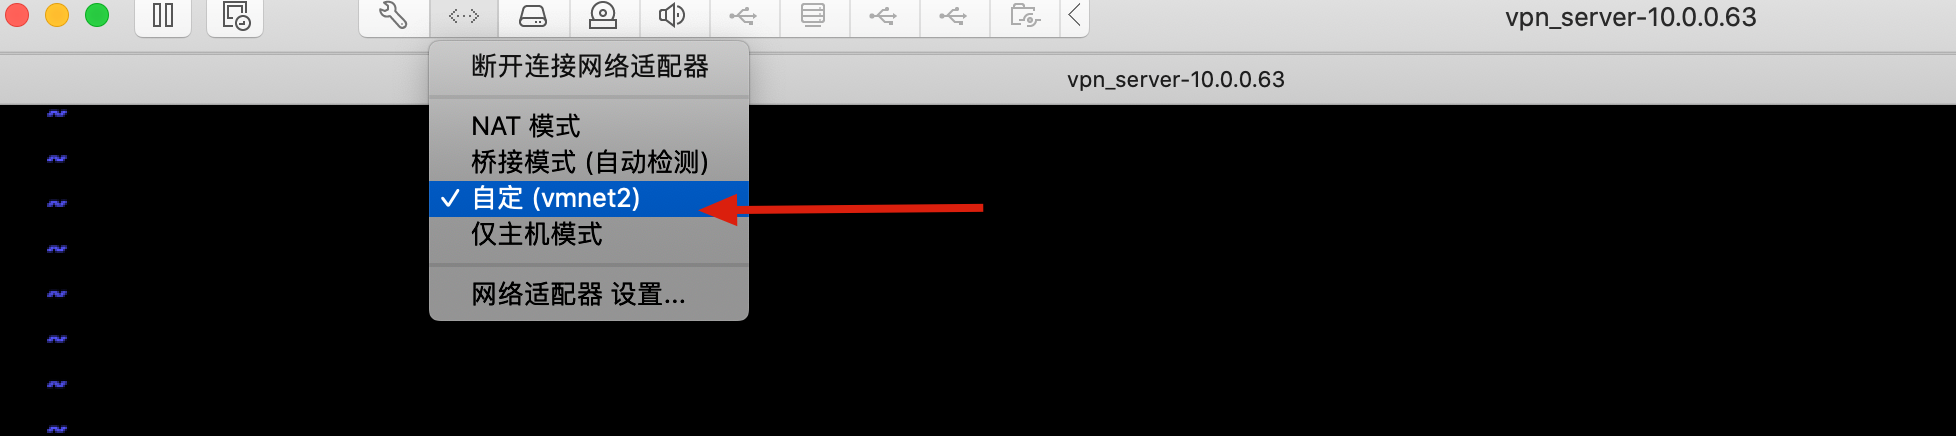 vpn_server-10.0.0.63
vpn_server-10.0.0.63
断开连接网络适配器
NAT 模式
桥接模式 (自动检测)
✓ 自定 (vmnet2)
仅主机模式
网络适配器 设置...
~
~
~
~
~
~
~
~